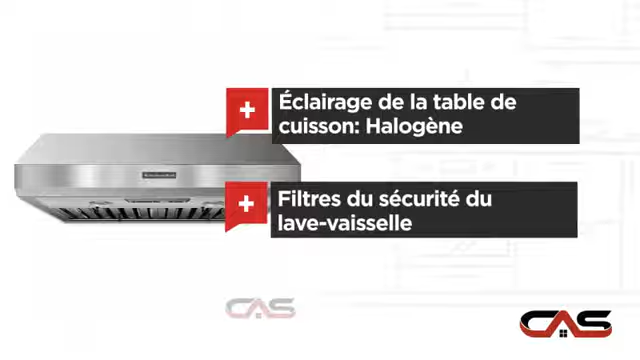 Éclairage de la table de
cuisson: Halogène
Filtres du sécurité du
lave-vaisselle
CAS
CAS